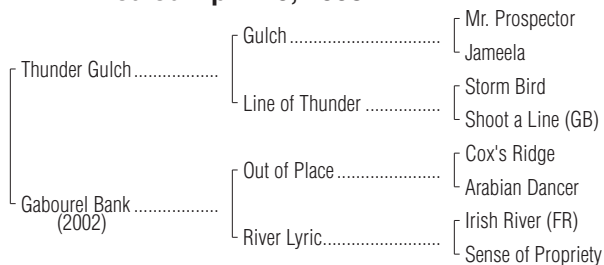 Gulch
Mr. Prospector
Jameela
Thunder Gulch
Line of Thunder
Storm Bird
Shoot a Line (GB)
Gabourel Bank
(2002)
Out of Place
Cox's Ridge
Arabian Dancer
River Lyric
Irish River (FR)
Sense of Propriety